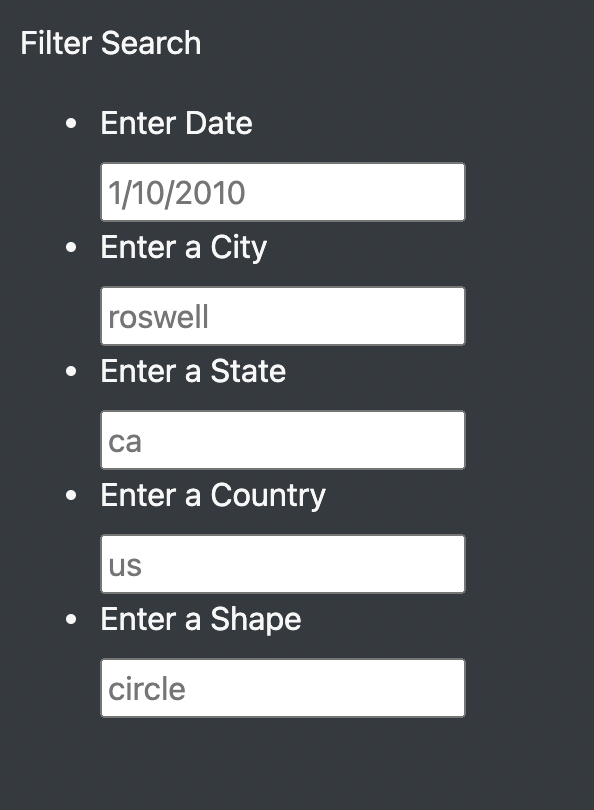 Filter Search
Enter Date
1/10/2010
Enter a City
roswell
Enter a State
ca
Enter a Country
us
Enter a Shape
circle